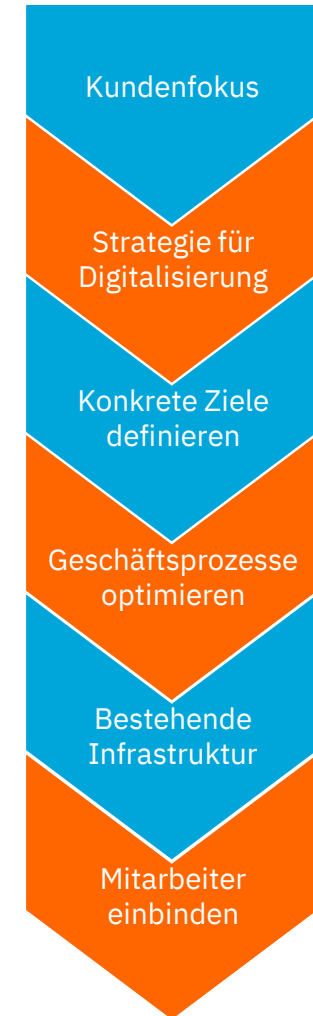 Kundenfokus
Strategie für
Digitalisierung
Konkrete Ziele
definieren
Geschäftsprozesse
optimieren
Bestehende
Infrastruktur
Mitarbeiter
einbinden